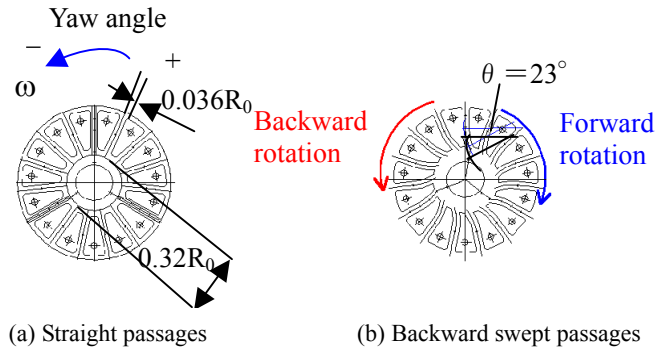 Yaw angle
− +
ω
0.036R₀
0.32R₀
(a) Straight passages
θ＝23°
Backward
rotation
Forward
rotation
(b) Backward swept passages